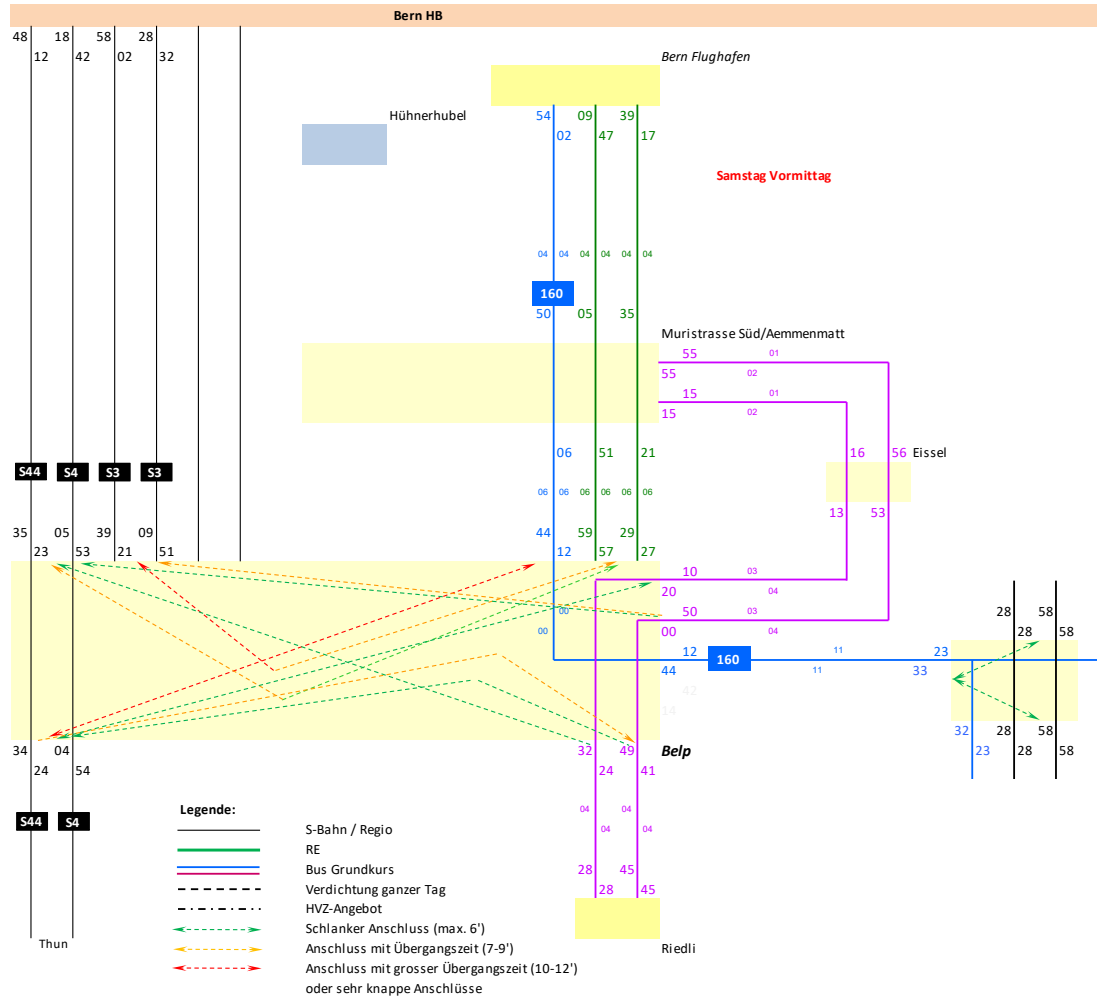 Bern HB
48 18 58 28
12 42 02 32
Bern Flughafen
Hühnerhubel
54 09 39
02 47 17
Samstag Vormittag
04 04 04 04 04 04
160
50 05 35
Muristrasse Süd/Aemmenmatt
55 01
55 02
15 01
15 02
06 51 21
16 56 Eissel
S44 S4 S3 S3
06 06 06 06 06 06
13 53
35 05 39 09
44 59 29
23 53 21 51
12 57 27
10 03
20 04
50 03
00 04
00
00
28 58
28 58
12 160 11 23
44 11 33
42
14
32 28 58
23 28 58
34 04
32 49 Belp
24 54
24 41
04 04
04 04
S44 S4
28 45
28 45
Legende:
S-Bahn / Regio
RE
Bus Grundkurs
Verdichtung ganzer Tag
HVZ-Angebot
Schlanker Anschluss (max. 6')
Anschluss mit Übergangszeit (7-9')
Anschluss mit grosser Übergangszeit (10-12')
oder sehr knappe Anschlüsse
Thun
Riedli